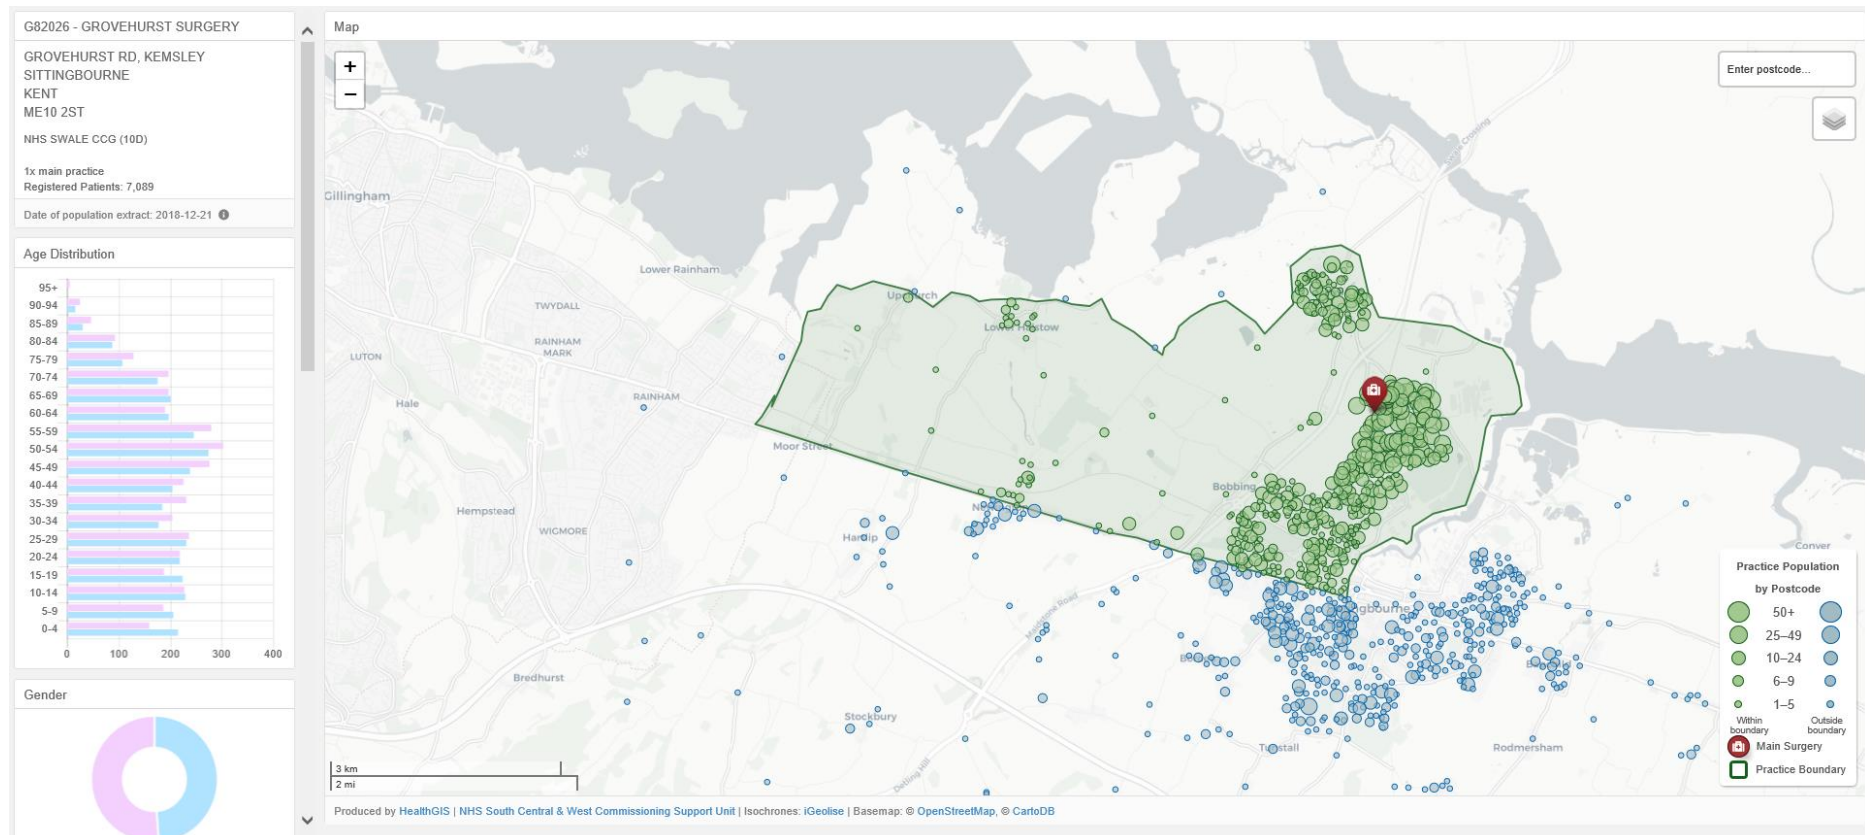 G82026 - GROVEHURST SURGERY
GROVEHURST RD, KEMSLEY
SITTINGBOURNE
KENT
ME10 2ST
NHS SWALE CCG (10D)
1x main practice
Registered Patients: 7,089
Date of population extract: 2018-12-21
Age Distribution
95+
90-94
85-89
80-84
75-79
70-74
65-69
60-64
55-59
50-54
45-49
40-44
35-39
30-34
25-29
20-24
15-19
10-14
5-9
0-4
0 100 200 300 400
Gender
Map
+
−
Enter postcode...
Gillingham
Lower Rainham
TWYDALL
RAINHAM
MARK
LUTON
Hale
RAINHAM
Moor Street
Hempstead
WIGMORE
Bobbing
Conver
Bredhurst
Stockbury
Maidstone Road
Detling Hill
Tunstall
Rodmersham
gbourne
Practice Population
by Postcode
50+
25–49
10–24
6–9
1–5
Within
boundary
Outside
boundary
Main Surgery
Practice Boundary
3 km
2 mi
Produced by HealthGIS | NHS South Central & West Commissioning Support Unit | Isochrones: iGeolise | Basemap: © OpenStreetMap, © CartoDB